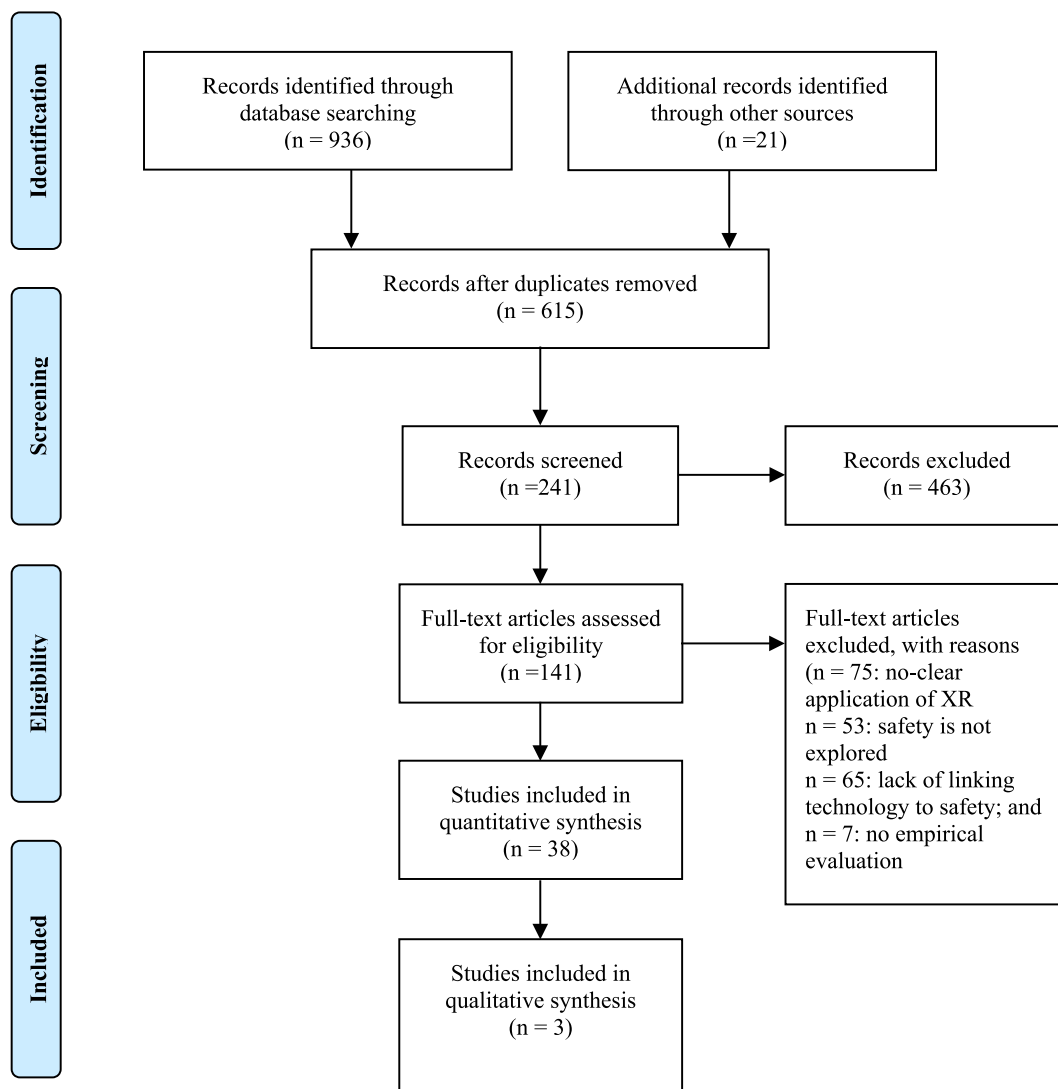 Identification
Records identified through
database searching
(n = 936)
Additional records identified
through other sources
(n =21)
Records after duplicates removed
(n = 615)
Screening
Records screened
(n =241)
Records excluded
(n = 463)
Eligibility
Full-text articles assessed
for eligibility
(n =141)
Full-text articles
excluded, with reasons
(n = 75: no-clear
application of XR
n = 53: safety is not
explored
n = 65: lack of linking
technology to safety; and
n = 7: no empirical
evaluation
Studies included in
quantitative synthesis
(n = 38)
Included
Studies included in
qualitative synthesis
(n = 3)